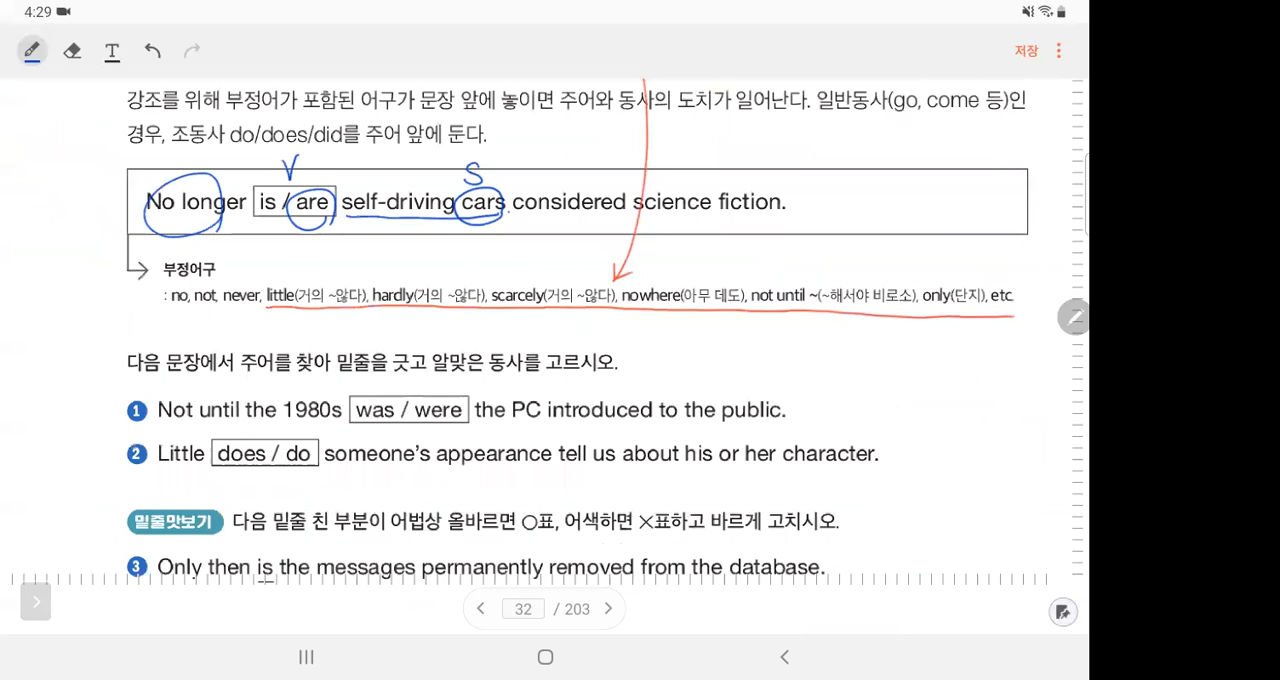 4:29
T
저장
강조를 위해 부정어가 포함된 어구가 문장 앞에 놓이면 주어와 동사의 도치가 일어난다. 일반동사(go, come 등)인
경우, 조동사 do/does/did를 주어 앞에 둔다.
V
S
No longer is / are self-driving cars considered science fiction.
부정어구
: no, not, never, little(거의 ~않다), hardly(거의 ~않다), scarcely(거의 ~않다), nowhere(아무 데도), not until ~(~해서야 비로소), only(단지), etc.
다음 문장에서 주어를 찾아 밑줄을 긋고 알맞은 동사를 고르시오.
1 Not until the 1980s was / were the PC introduced to the public.
2 Little does / do someone's appearance tell us about his or her character.
밑줄맛보기 다음 밑줄 친 부분이 어법상 올바르면 ○표, 어색하면 ×표하고 바르게 고치시오.
3 Only then is the messages permanently removed from the database.
32 / 203